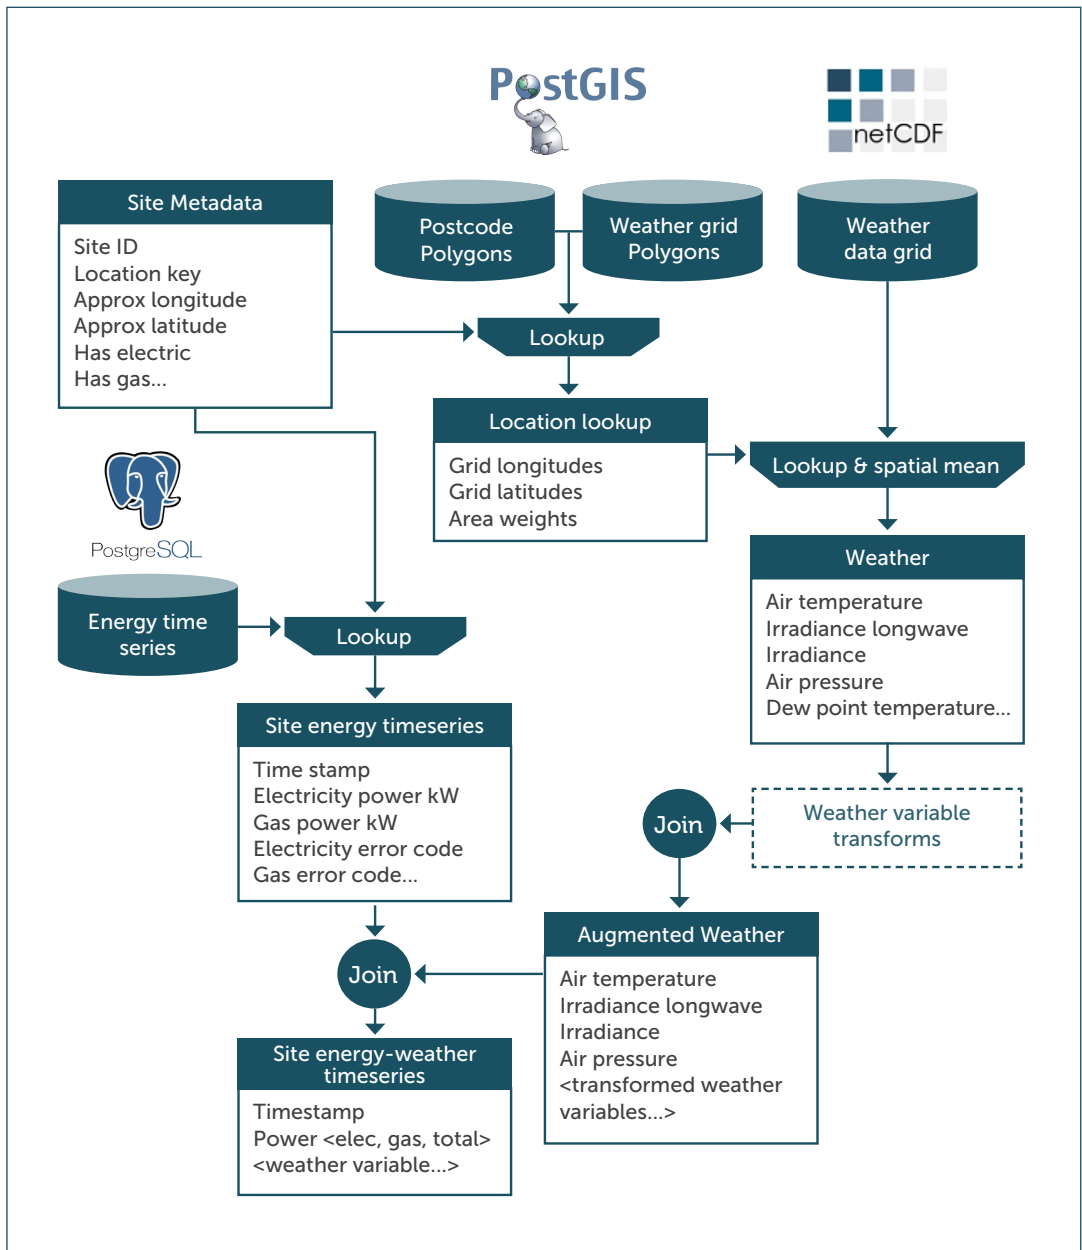 PostGIS
netCDF
Site Metadata
Site ID
Location key
Approx longitude
Approx latitude
Has electric
Has gas...
Postcode
Polygons
Weather grid
Polygons
Weather
data grid
Lookup
Location lookup
Grid longitudes
Grid latitudes
Area weights
Lookup & spatial mean
PostgreSQL
Energy time
series
Lookup
Weather
Air temperature
Irradiance longwave
Irradiance
Air pressure
Dew point temperature...
Site energy timeseries
Time stamp
Electricity power kW
Gas power kW
Electricity error code
Gas error code...
Join
Weather variable
transforms
Augmented Weather
Air temperature
Irradiance longwave
Irradiance
Air pressure
<transformed weather
variables...>
Join
Site energy-weather
timeseries
Timestamp
Power <elec, gas, total>
<weather variable...>